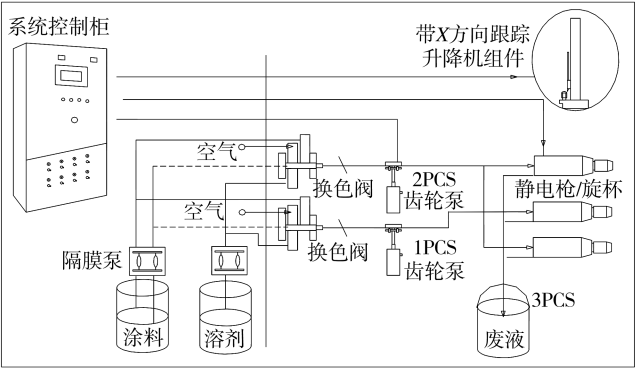 系统控制柜
带X方向跟踪
升降机组件
空气
换色阀
2PCS
齿轮泵
静电枪/旋杯
空气
换色阀
1PCS
齿轮泵
隔膜泵
3PCS
涂料
溶剂
废液